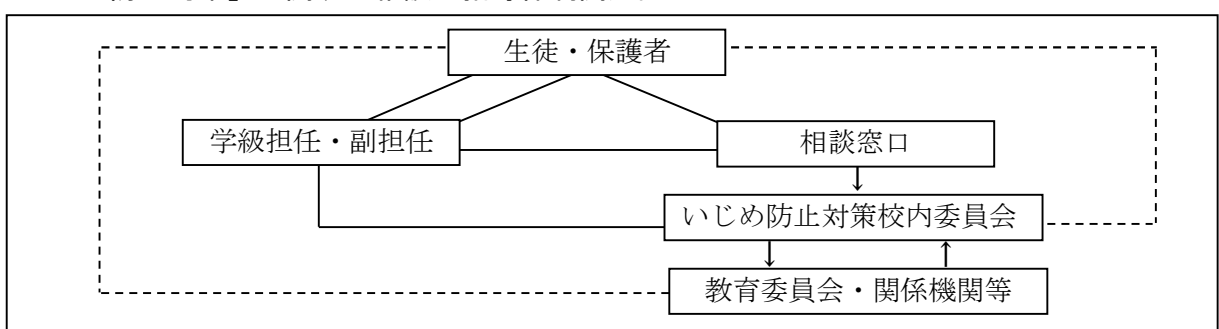 生徒・保護者
学級担任・副担任
相談窓口
いじめ防止対策校内委員会
教育委員会・関係機関等